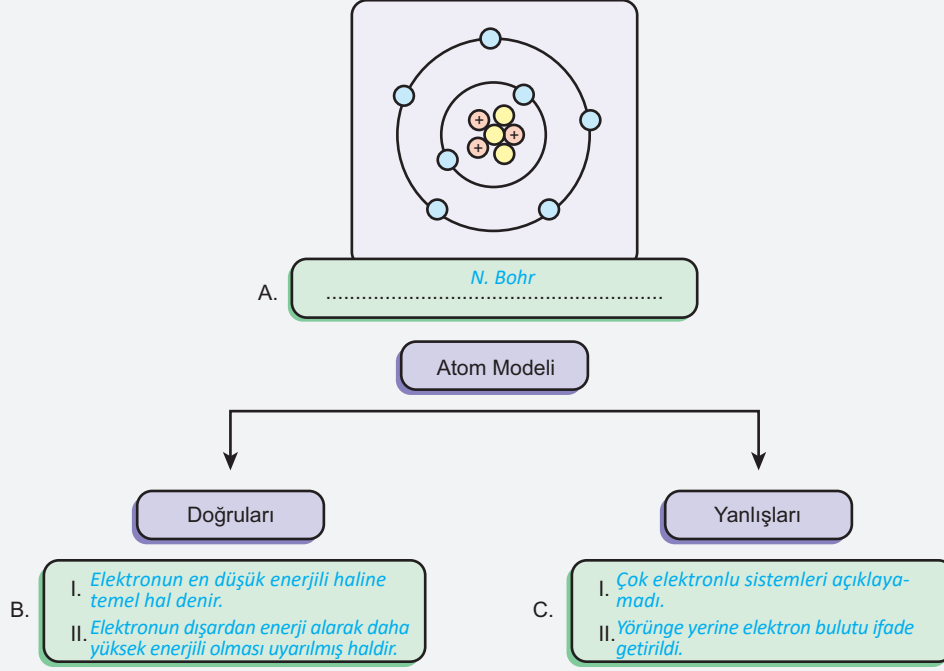 +
+
+
N. Bohr
A. .........................................................
Atom Modeli
Doğruları
Yanlışları
B.
I. Elektronun en düşük enerjili haline
temel hal denir.
II. Elektronun dışardan enerji alarak daha
yüksek enerjili olması uyarılmış haldir.
C.
I. Çok elektronlu sistemleri açıklaya-
madı.
II. Yörünge yerine elektron bulutu ifade
getirildi.